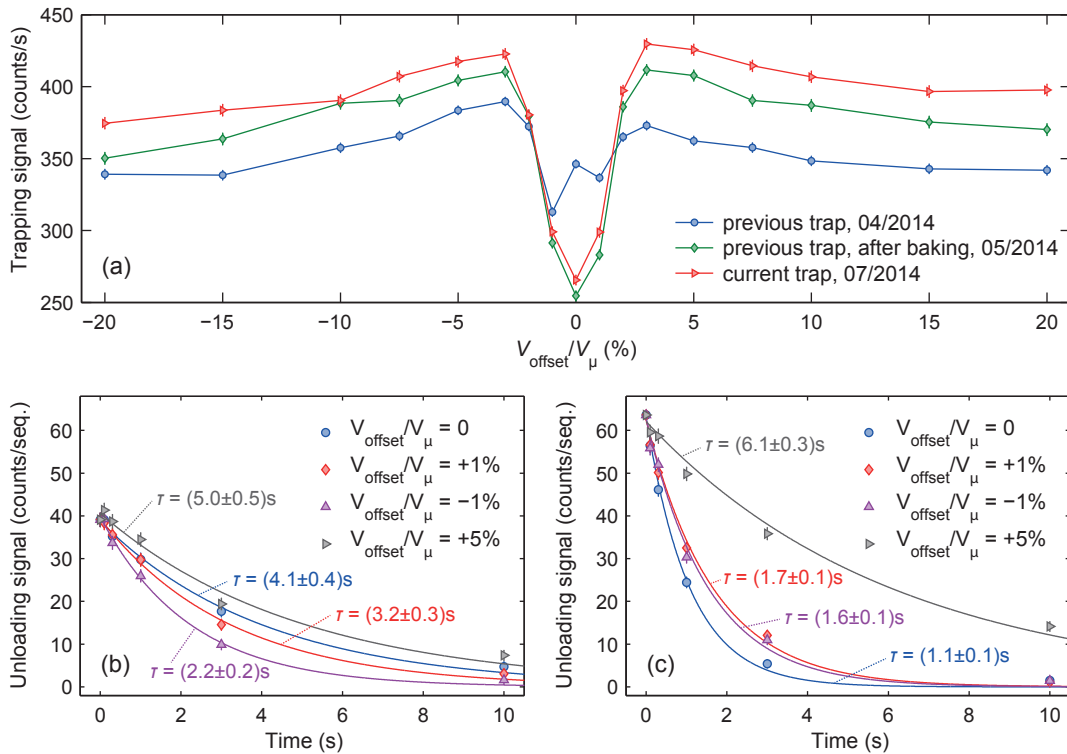 450
400
350
300
250
Trapping signal (counts/s)
(a)
previous trap, 04/2014
previous trap, after baking, 05/2014
current trap, 07/2014
−20 −15 −10 −5 0 5 10 15 20
V_offset/V_μ (%)
60
50
40
30
20
10
0
Unloading signal (counts/seq.)
V_offset/V_μ = 0
V_offset/V_μ = +1%
V_offset/V_μ = −1%
V_offset/V_μ = +5%
τ = (5.0±0.5)s
τ = (4.1±0.4)s
τ = (3.2±0.3)s
τ = (2.2±0.2)s
(b)
0 2 4 6 8 10
Time (s)
60
50
40
30
20
10
0
Unloading signal (counts/seq.)
V_offset/V_μ = 0
V_offset/V_μ = +1%
V_offset/V_μ = −1%
V_offset/V_μ = +5%
τ = (6.1±0.3)s
τ = (1.7±0.1)s
τ = (1.6±0.1)s
τ = (1.1±0.1)s
(c)
0 2 4 6 8 10
Time (s)